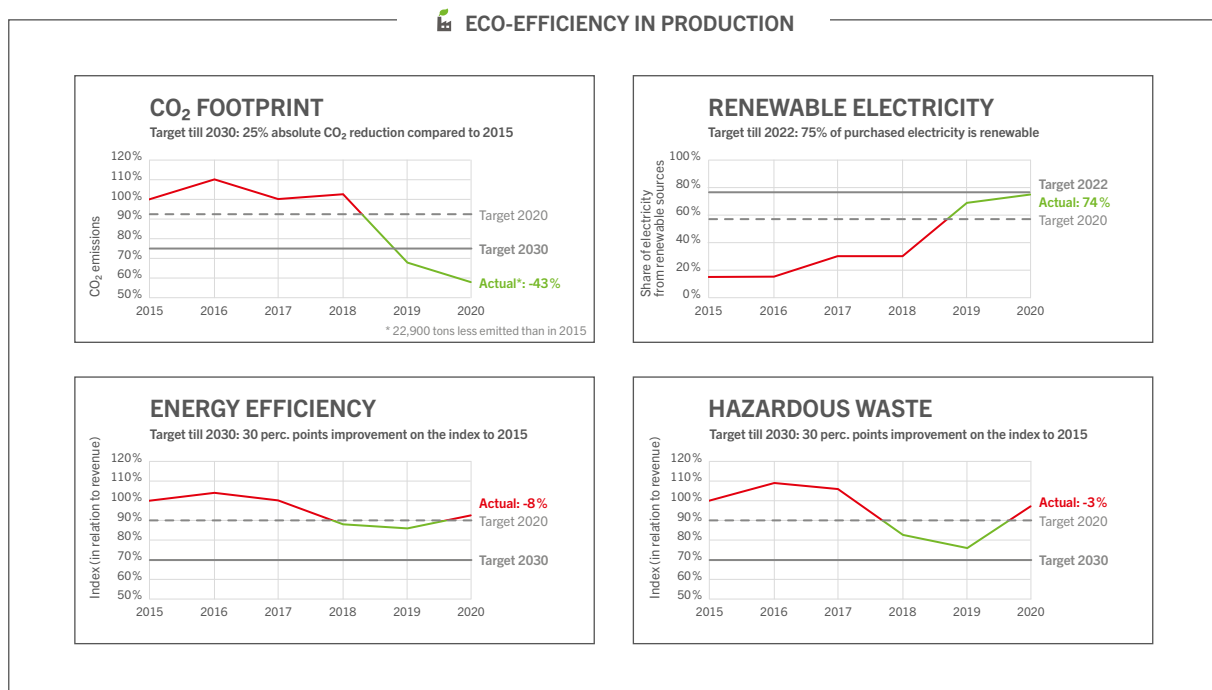 ECO-EFFICIENCY IN PRODUCTION
CO₂ FOOTPRINT
Target till 2030: 25% absolute CO₂ reduction compared to 2015
CO₂ emissions
120%
110%
100%
90%
80%
70%
60%
50%
Target 2020
Target 2030
Actual*: -43%
2015 2016 2017 2018 2019 2020
* 22,900 tons less emitted than in 2015
RENEWABLE ELECTRICITY
Target till 2022: 75% of purchased electricity is renewable
Share of electricity
from renewable sources
100%
80%
60%
40%
20%
0%
Target 2022
Actual: 74%
Target 2020
2015 2016 2017 2018 2019 2020
ENERGY EFFICIENCY
Target till 2030: 30 perc. points improvement on the index to 2015
Index (in relation to revenue)
120%
110%
100%
90%
80%
70%
60%
50%
Actual: -8%
Target 2020
Target 2030
2015 2016 2017 2018 2019 2020
HAZARDOUS WASTE
Target till 2030: 30 perc. points improvement on the index to 2015
Index (in relation to revenue)
120%
110%
100%
90%
80%
70%
60%
50%
Actual: -3%
Target 2020
Target 2030
2015 2016 2017 2018 2019 2020